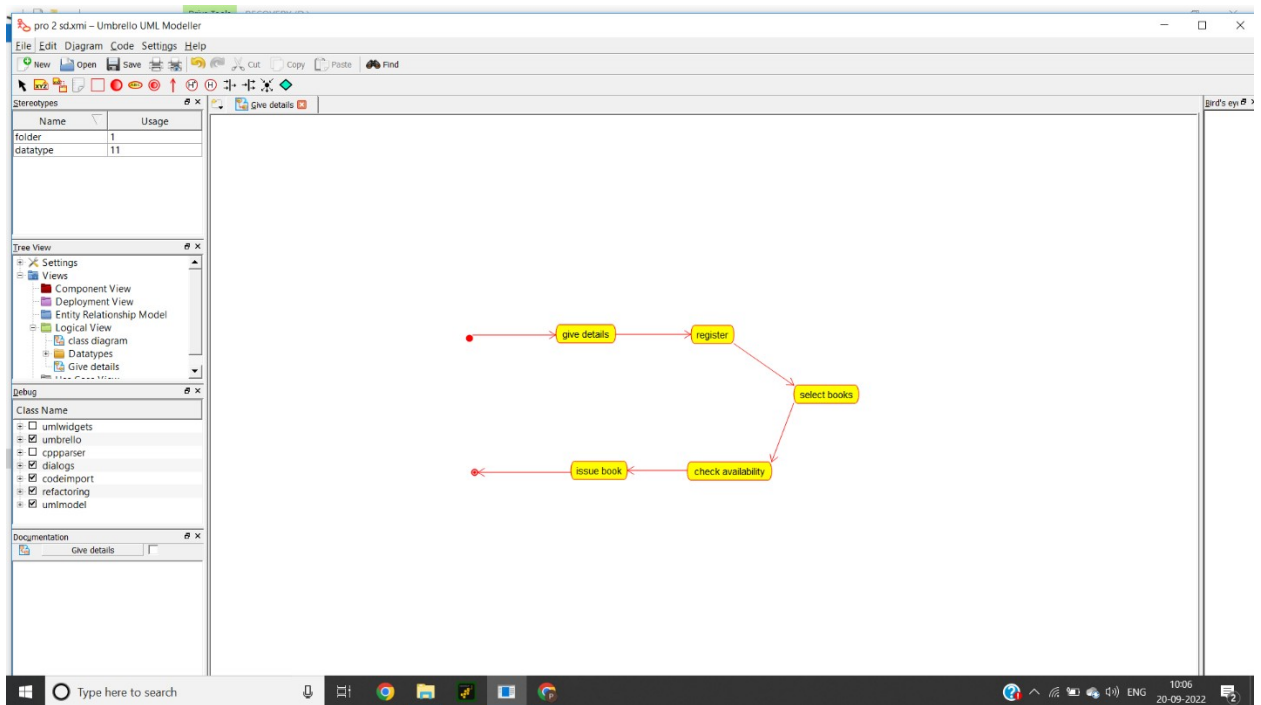 pro 2 sd.xmi – Umbrello UML Modeller
File Edit Diagram Code Settings Help
New Open Save Cut Copy Paste Find
Stereotypes
Give details
Bird's eye
Name Usage
folder 1
datatype 11
Tree View
Settings
Views
Component View
Deployment View
Entity Relationship Model
Logical View
class diagram
Datatypes
Give details
give details
register
select books
issue book
check availability
Debug
Class Name
umlwidgets
umbrello
cppparser
dialogs
codeimport
refactoring
umlmodel
Documentation
Give details
Type here to search
ENG
10:06
20-09-2022
2